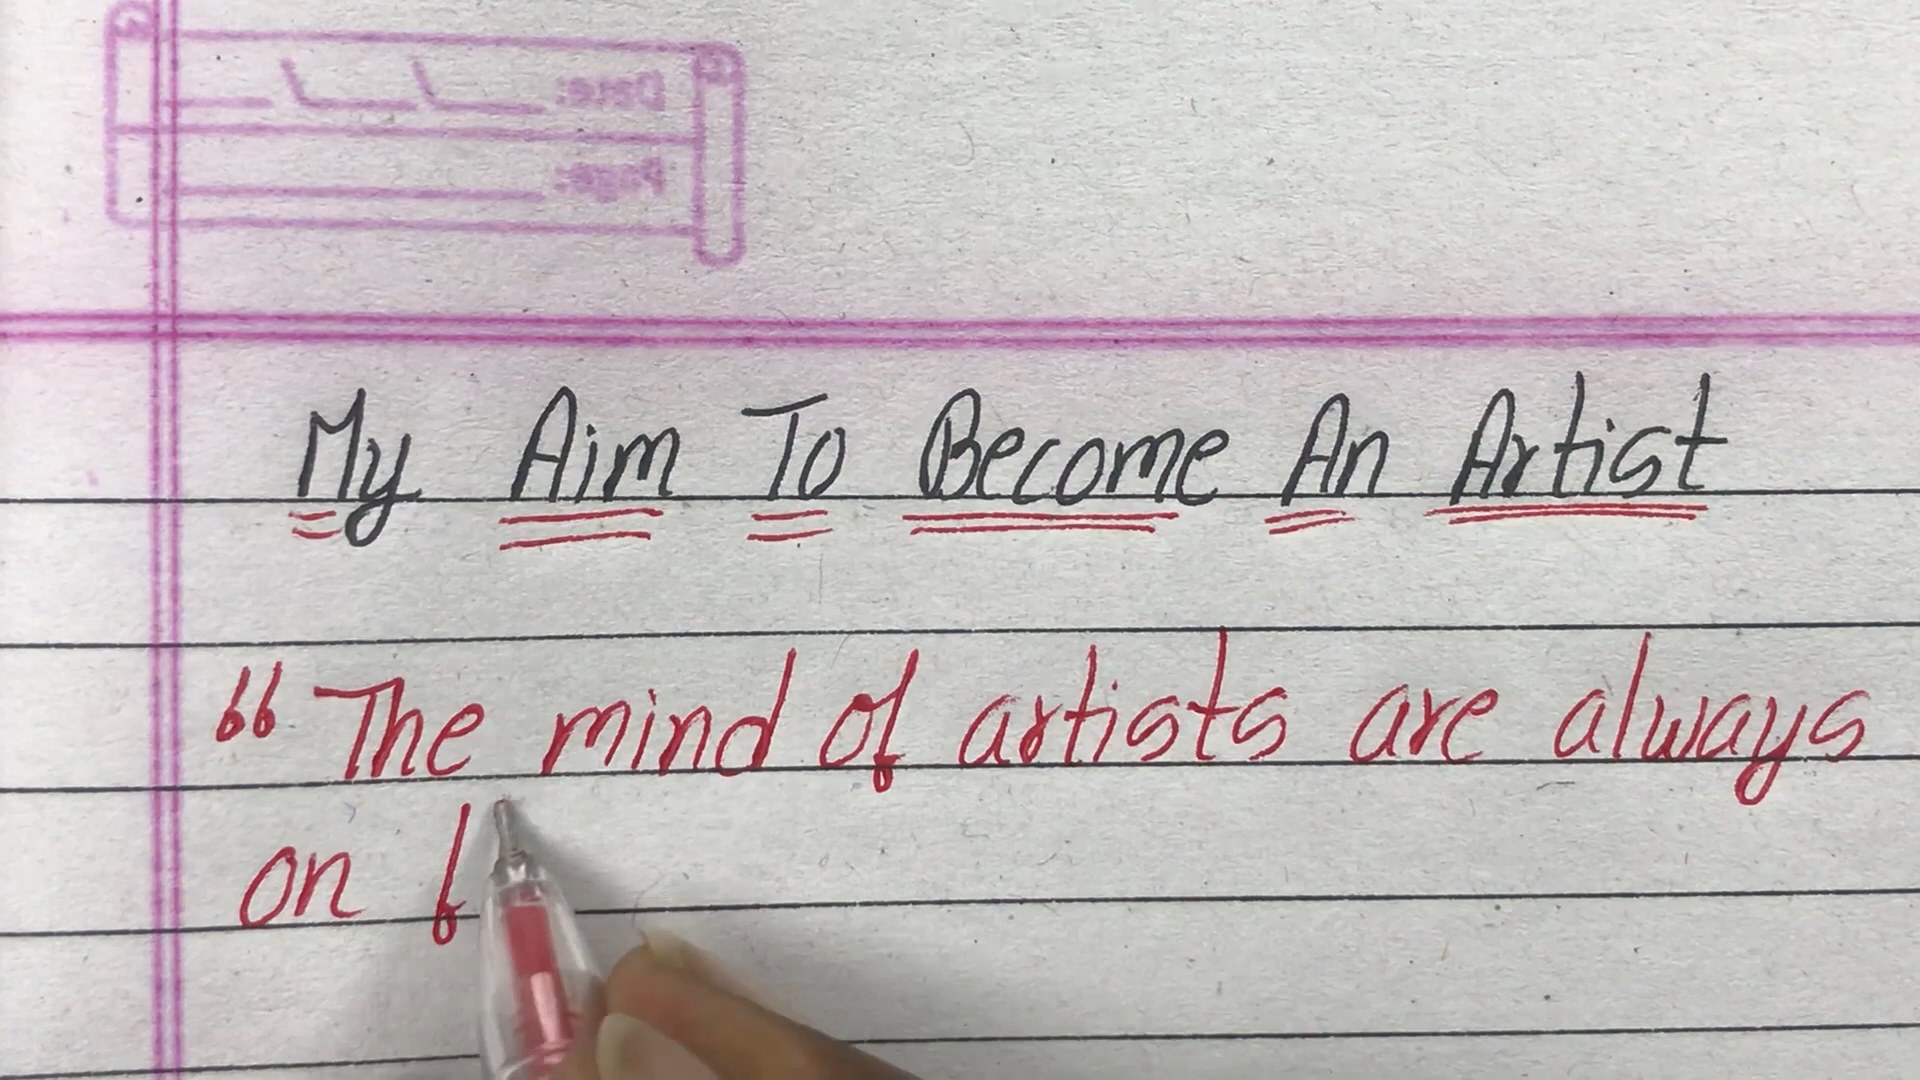 Date:
Page:
My Aim To Become An Artist
“ The mind of artists are always
on f